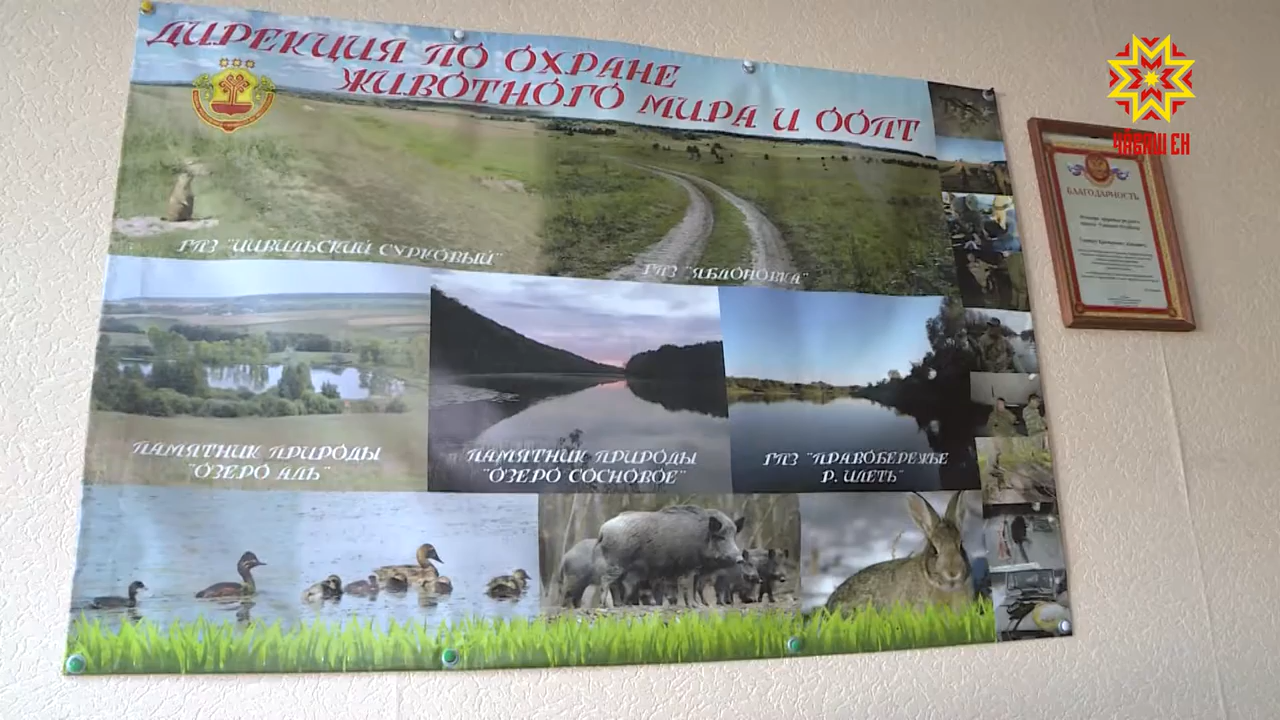 ДИРЕКЦИЯ ПО ОХРАНЕ
ЖИВОТНОГО МИРА И ООПТ
ЧӐВАШ ЕН
БЛАГОДАРНОСТЬ
ГПЗ "ЦИВИЛЬСКИЙ СУРКОВЫЙ"
ГПЗ "ЯБЛОНОВКА"
ПАМЯТНИК ПРИРОДЫ
"ОЗЕРО АЛЬ"
ПАМЯТНИК ПРИРОДЫ
"ОЗЕРО СОСНОВОЕ"
ГПЗ "ПРАВОБЕРЕЖЬЕ
Р. ИЛЕТЬ"